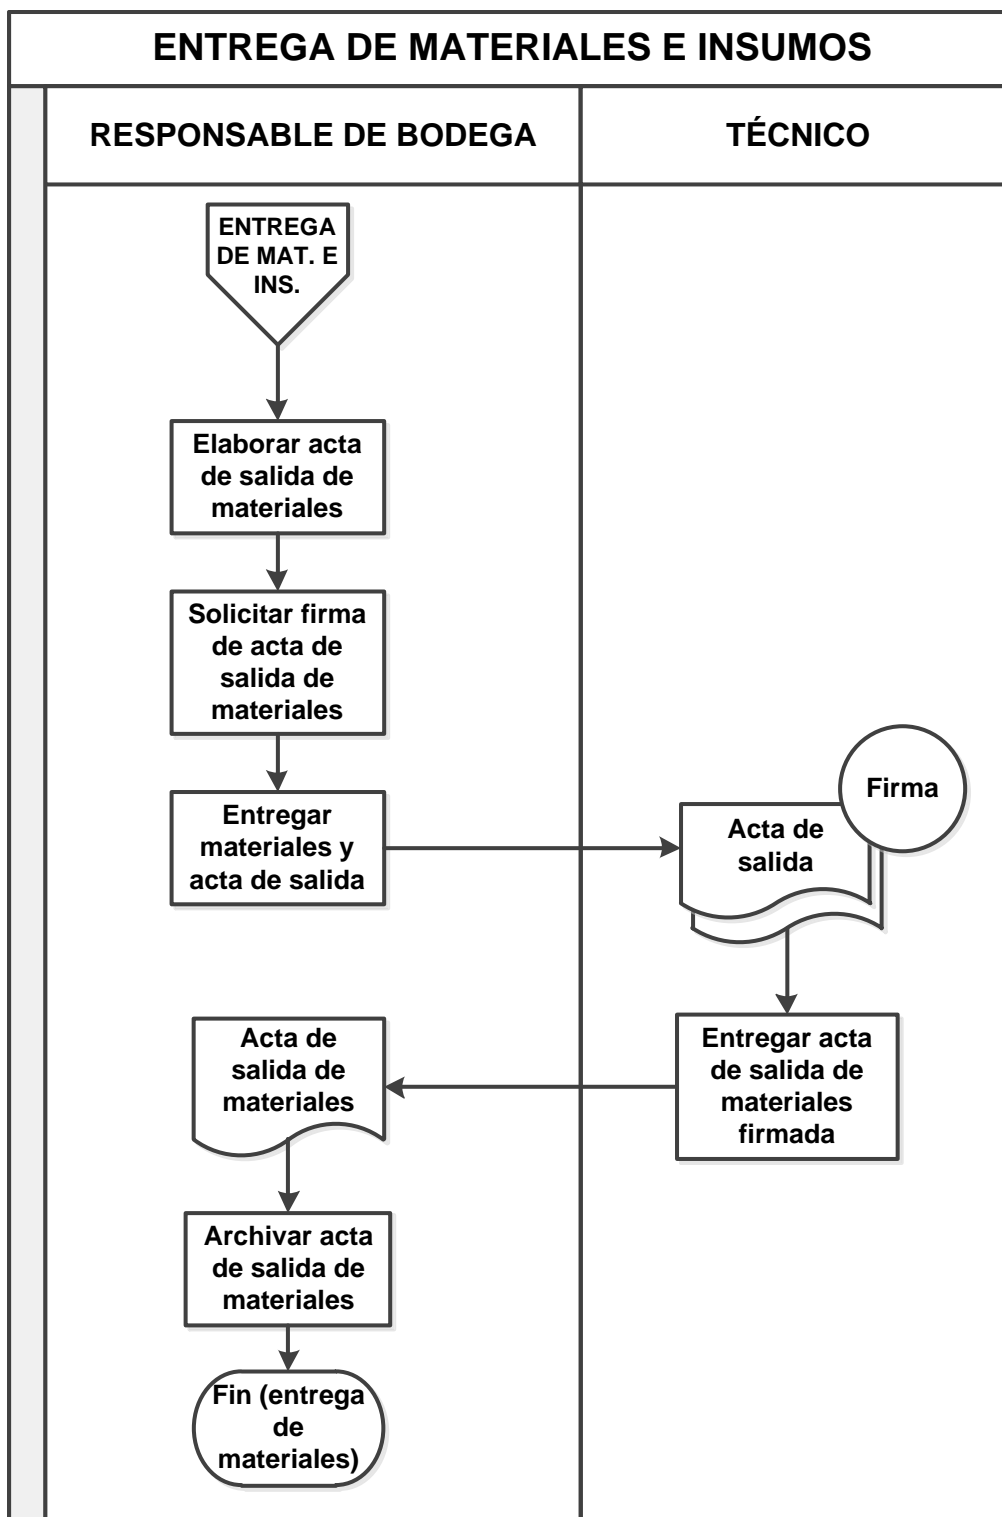 ENTREGA DE MATERIALES E INSUMOS
RESPONSABLE DE BODEGA
TÉCNICO
ENTREGA
DE MAT. E
INS.
Elaborar acta
de salida de
materiales
Solicitar firma
de acta de
salida de
materiales
Entregar
materiales y
acta de salida
Firma
Acta de
salida
Entregar acta
de salida de
materiales
firmada
Acta de
salida de
materiales
Archivar acta
de salida de
materiales
Fin (entrega
de
materiales)